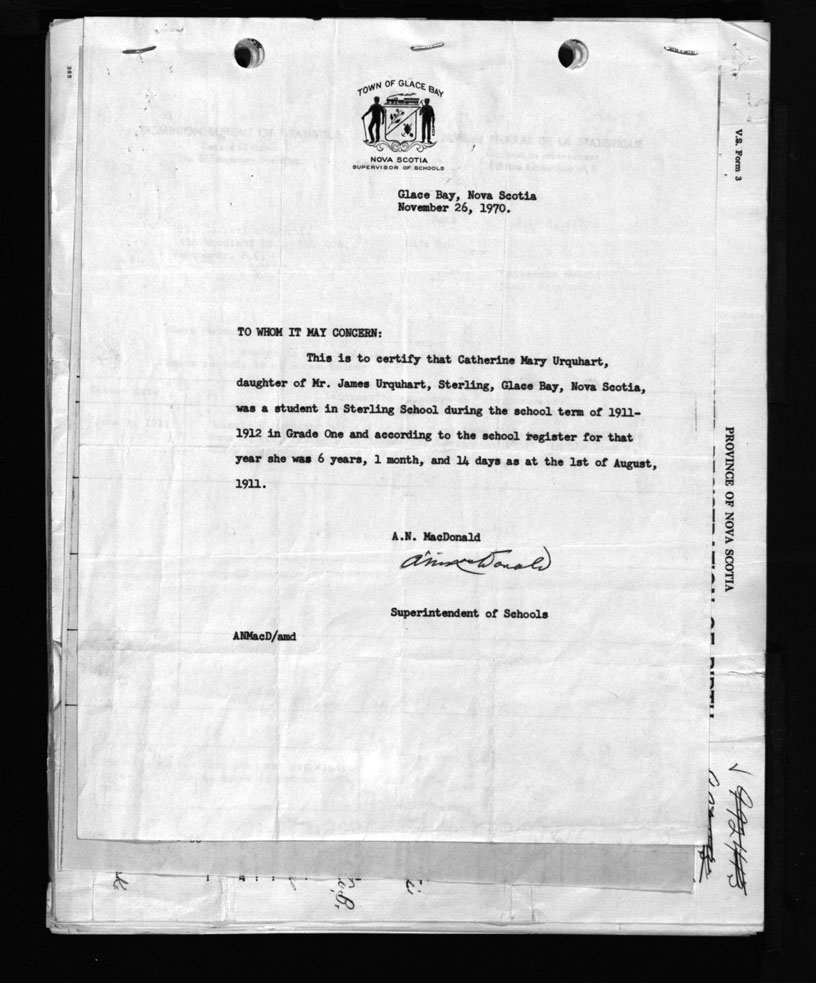 TOWN OF GLACE BAY
NOVA SCOTIA
SUPERVISOR OF SCHOOLS
Glace Bay, Nova Scotia
November 26, 1970.
TO WHOM IT MAY CONCERN:
This is to certify that Catherine Mary Urquhart,
daughter of Mr. James Urquhart, Sterling, Glace Bay, Nova Scotia,
was a student in Sterling School during the school term of 1911-
1912 in Grade One and according to the school register for that
year she was 6 years, 1 month, and 14 days as at the 1st of August,
1911.
A.N. MacDonald
Superintendent of Schools
ANMacD/amd
V.S. Form 3
PROVINCE OF NOVA SCOTIA
OF BIRTH